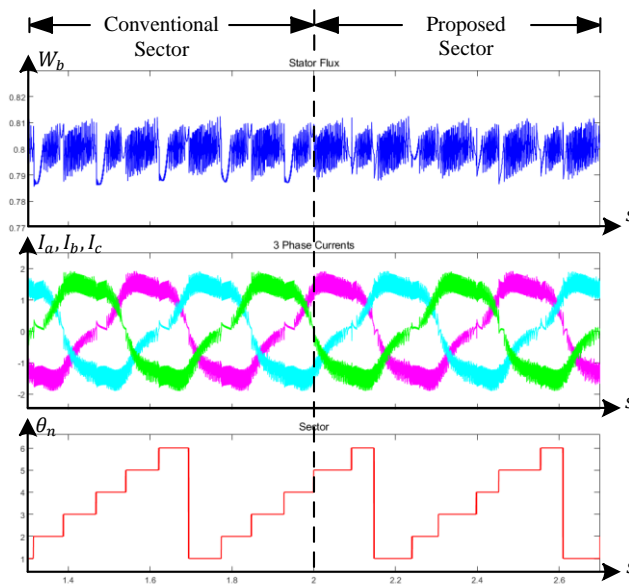 Conventional Sector
Proposed Sector
W_b
Stator Flux
0.83
0.82
0.81
0.8
0.79
0.78
0.77
s
I_a, I_b, I_c
3 Phase Currents
2
1
0
-1
-2
s
θ_n
Sector
6
5
4
3
2
1
s
1.4 1.6 1.8 2 2.2 2.4 2.6